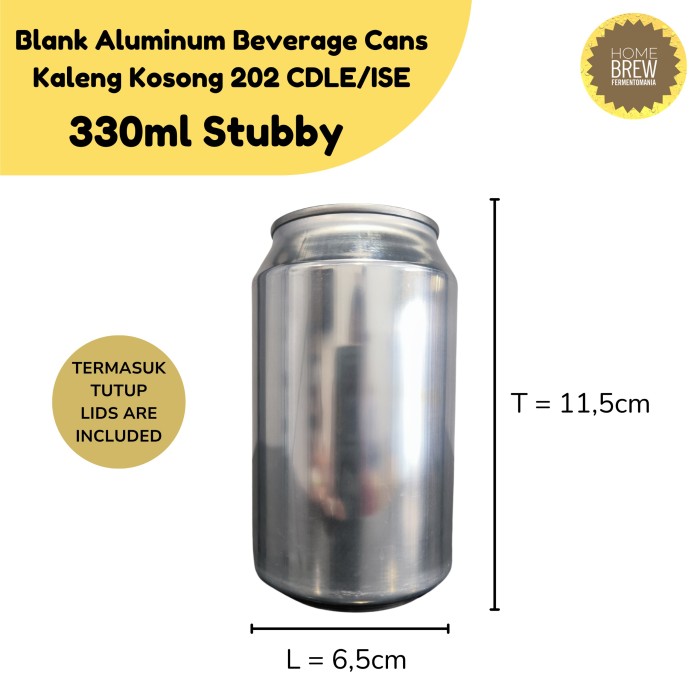 Blank Aluminum Beverage Cans
Kaleng Kosong 202 CDLE/ISE
330ml Stubby
HOME
BREW
FERMENTOMANIA
TERMASUK
TUTUP
LIDS ARE
INCLUDED
T = 11,5cm
L = 6,5cm